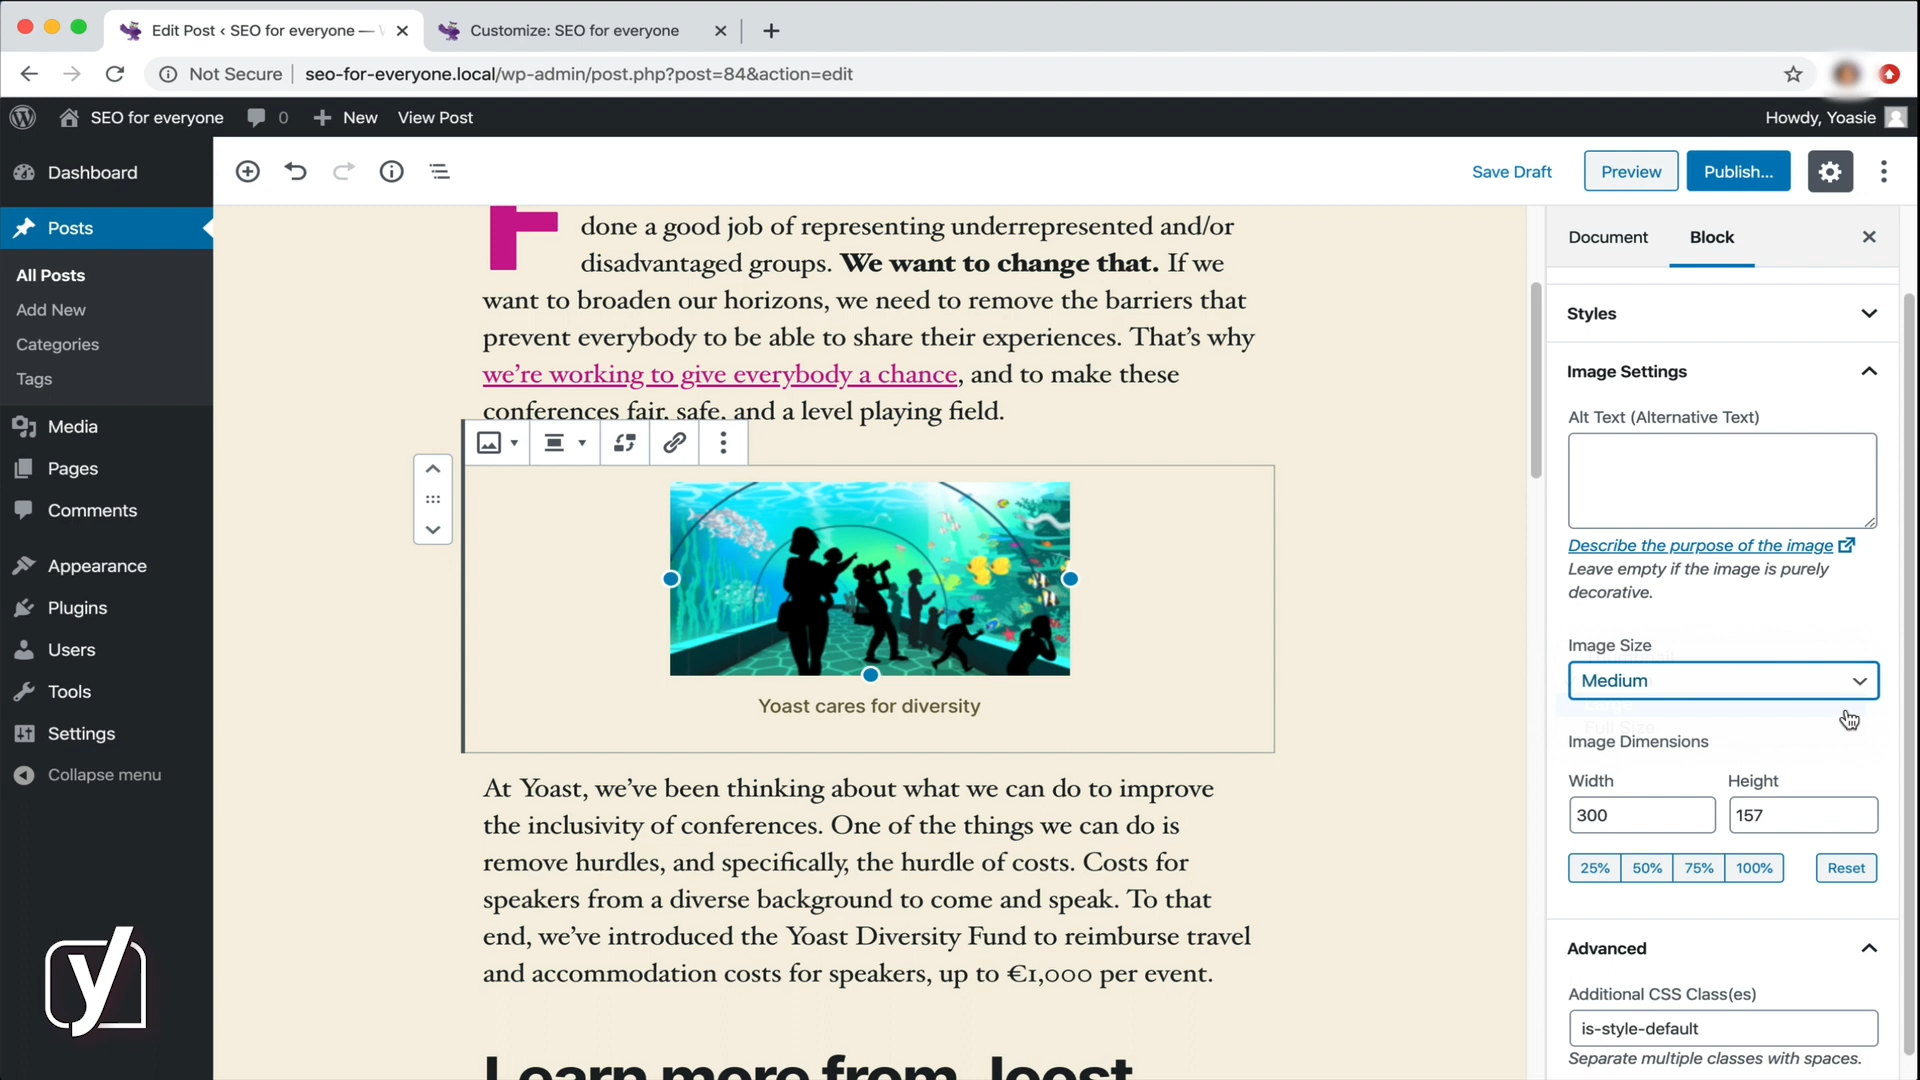 Edit Post ‹ SEO for everyone —
Customize: SEO for everyone
Not Secure
seo-for-everyone.local/wp-admin/post.php?post=84&action=edit
SEO for everyone
0
New
View Post
Howdy, Yoasie
Dashboard
Posts
All Posts
Add New
Categories
Tags
Media
Pages
Comments
Appearance
Plugins
Users
Tools
Settings
Collapse menu
Save Draft
Preview
Publish...
done a good job of representing underrepresented and/or
disadvantaged groups. We want to change that. If we
want to broaden our horizons, we need to remove the barriers that
prevent everybody to be able to share their experiences. That’s why
we’re working to give everybody a chance, and to make these
conferences fair, safe, and a level playing field.
Yoast cares for diversity
At Yoast, we’ve been thinking about what we can do to improve
the inclusivity of conferences. One of the things we can do is
remove hurdles, and specifically, the hurdle of costs. Costs for
speakers from a diverse background to come and speak. To that
end, we’ve introduced the Yoast Diversity Fund to reimburse travel
and accommodation costs for speakers, up to €1,000 per event.
Learn more from Joost
Document
Block
Styles
Image Settings
Alt Text (Alternative Text)
Describe the purpose of the image
Leave empty if the image is purely
decorative.
Image Size
Medium
Full Size
Image Dimensions
Width
Height
300
157
25%
50%
75%
100%
Reset
Advanced
Additional CSS Class(es)
is-style-default
Separate multiple classes with spaces.
y